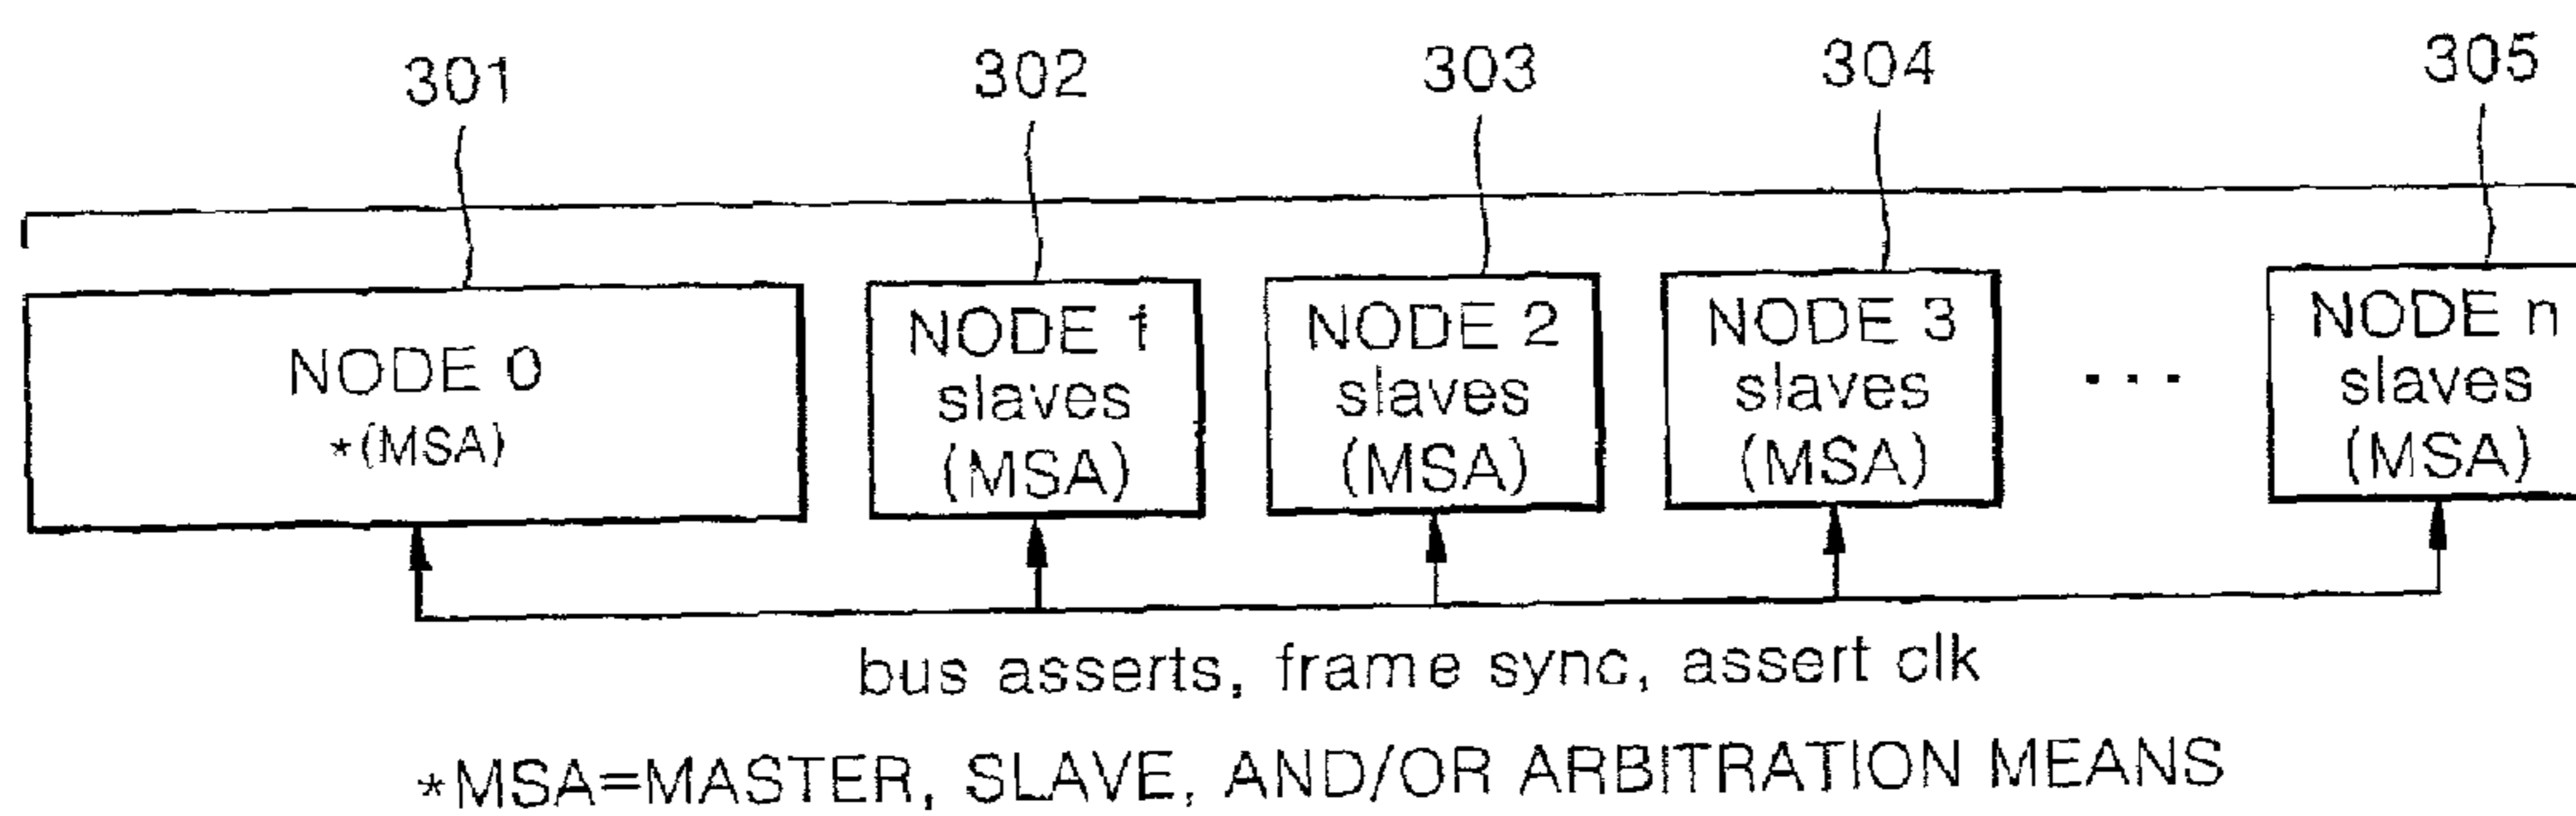 301 302 303 304 305
NODE 0
*(MSA)
NODE 1
slaves
(MSA)
NODE 2
slaves
(MSA)
NODE 3
slaves
(MSA)
...
NODE n
slaves
(MSA)
bus asserts, frame sync, assert clk
*MSA=MASTER, SLAVE, AND/OR ARBITRATION MEANS